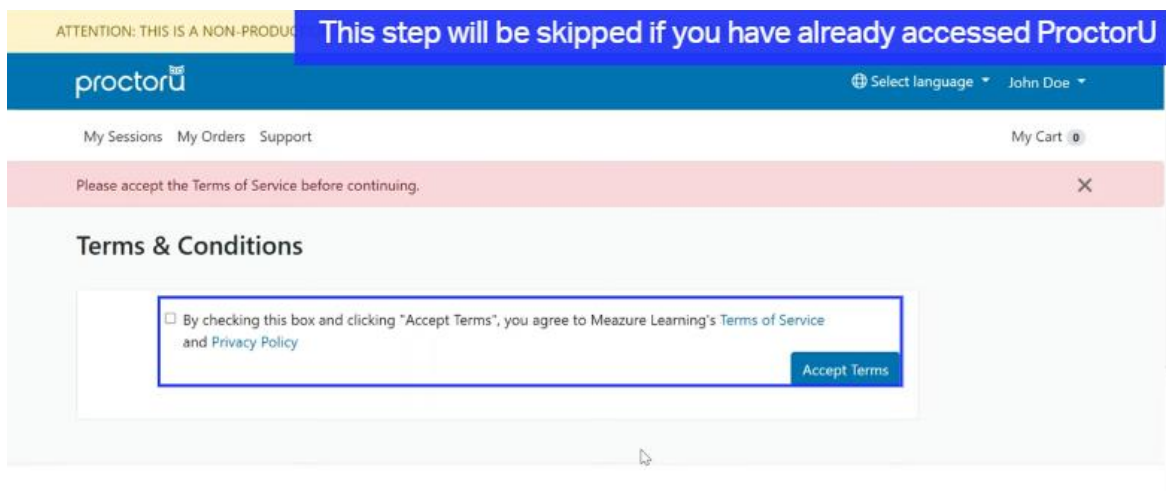 ATTENTION: THIS IS A NON-PRODUC
This step will be skipped if you have already accessed ProctorU
proctorü
Select language
John Doe
My Sessions My Orders Support
My Cart 0
Please accept the Terms of Service before continuing.
Terms & Conditions
By checking this box and clicking "Accept Terms", you agree to Meazure Learning's Terms of Service
and Privacy Policy
Accept Terms